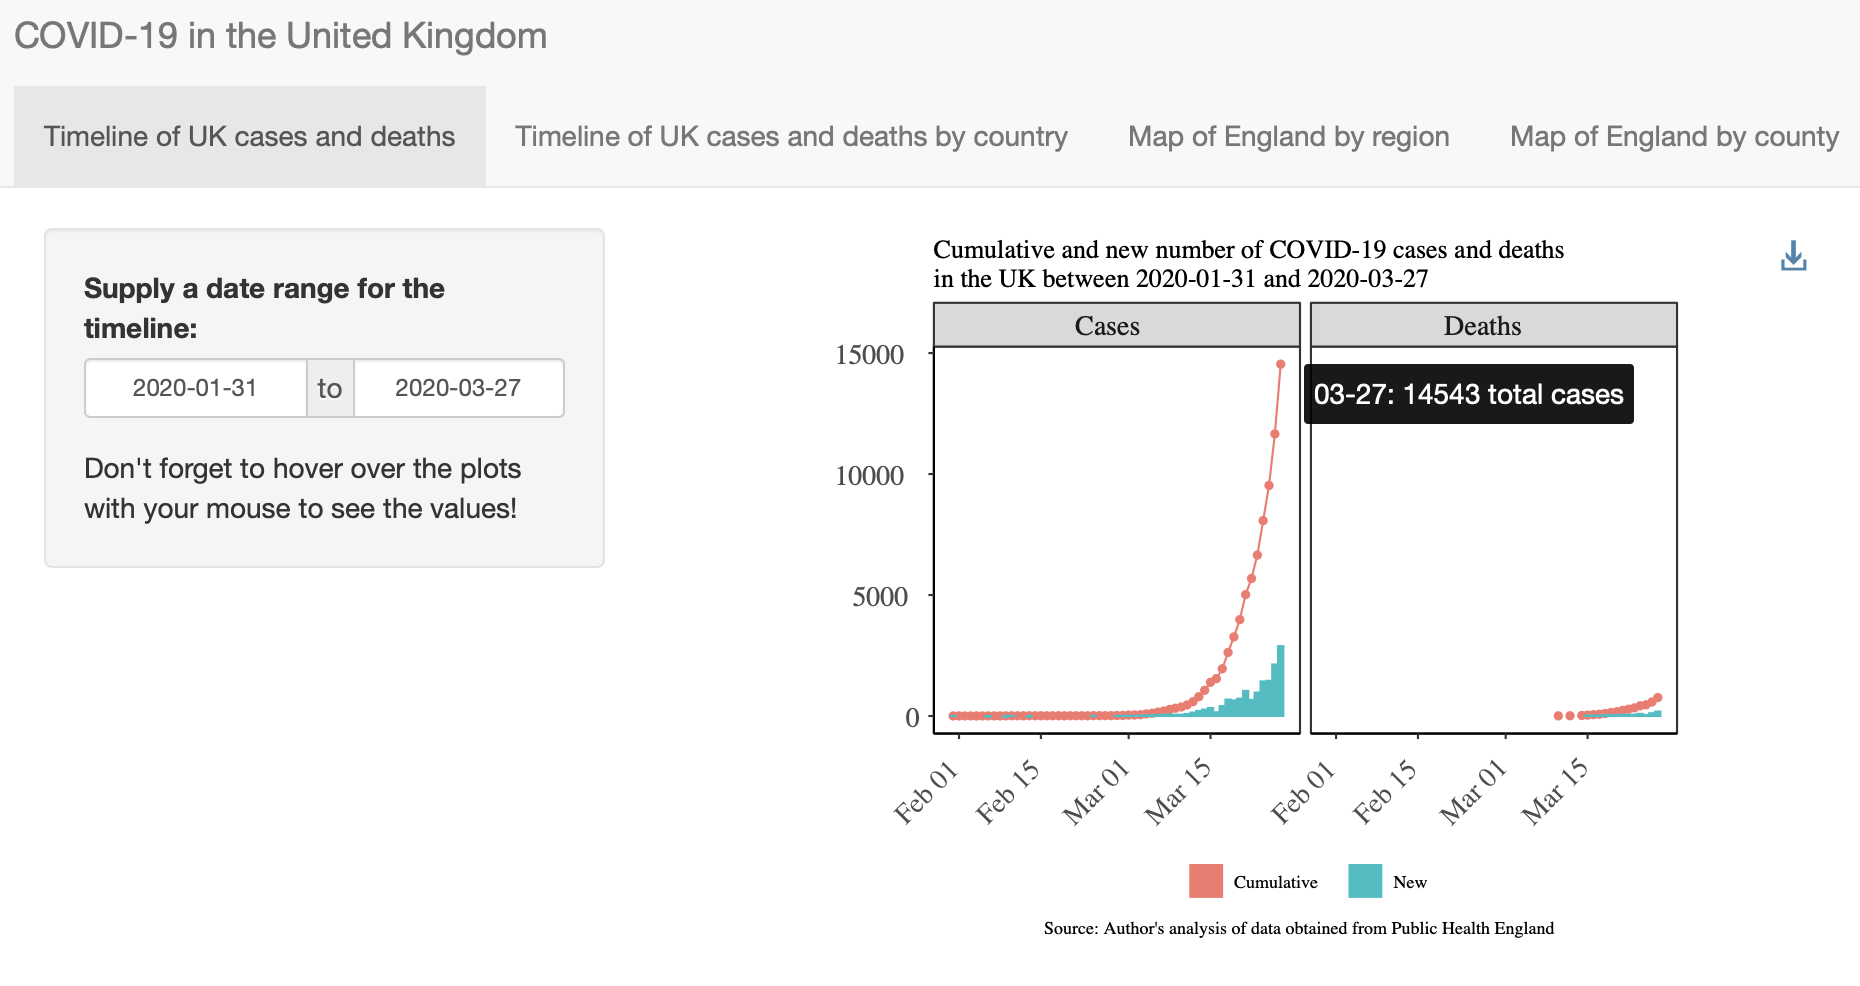 COVID-19 in the United Kingdom
Timeline of UK cases and deaths
Timeline of UK cases and deaths by country
Map of England by region
Map of England by county
Supply a date range for the
timeline:
2020-01-31 to 2020-03-27
Don't forget to hover over the plots
with your mouse to see the values!
Cumulative and new number of COVID-19 cases and deaths
in the UK between 2020-01-31 and 2020-03-27
Cases
Deaths
15000
10000
5000
0
03-27: 14543 total cases
Feb 01
Feb 15
Mar 01
Mar 15
Feb 01
Feb 15
Mar 01
Mar 15
Cumulative
New
Source: Author's analysis of data obtained from Public Health England